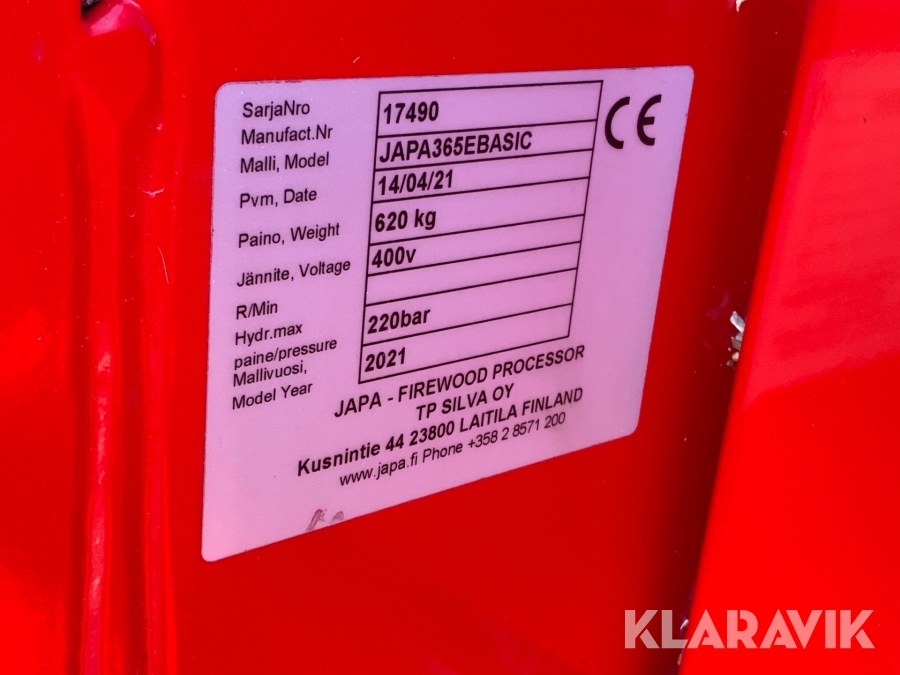 SarjaNro
Manufact.Nr 17490
Malli, Model JAPA365EBASIC
Pvm, Date 14/04/21
Paino, Weight 620 kg
Jännite, Voltage 400v
R/Min
Hydr.max
paine/pressure 220bar
Mallivuosi,
Model Year 2021
CE
JAPA - FIREWOOD PROCESSOR
TP SILVA OY
Kusnintie 44 23800 LAITILA FINLAND
www.japa.fi Phone +358 2 8571 200
KLARAVIK